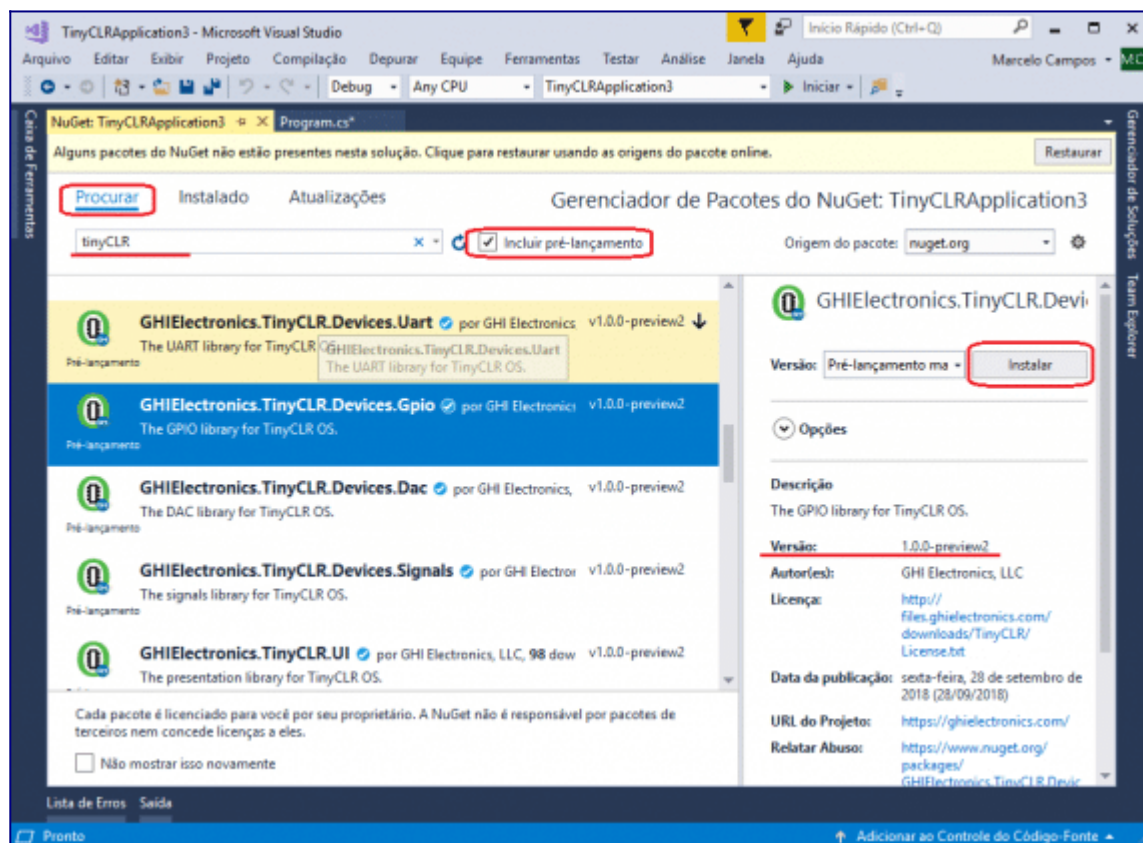 TinyCLRApplication3 - Microsoft Visual Studio
Início Rápido (Ctrl+Q)
Arquivo Editar Exibir Projeto Compilação Depurar Equipe Ferramentas Testar Análise Janela Ajuda
Marcelo Campos
MC
Debug Any CPU TinyCLRApplication3 Iniciar
Caixa de Ferramentas
NuGet: TinyCLRApplication3 Program.cs*
Alguns pacotes do NuGet não estão presentes nesta solução. Clique para restaurar usando as origens do pacote online.
Restaurar
Procurar Instalado Atualizações
Gerenciador de Pacotes do NuGet: TinyCLRApplication3
tinyCLR
Incluir pré-lançamento
Origem do pacote: nuget.org
GHIElectronics.TinyCLR.Devices.Uart por GHI Electronics, v1.0.0-preview2
The UART library for TinyCLR OS.
Pré-lançamento
GHIElectronics.TinyCLR.Devices.Uart
The UART library for TinyCLR OS.
GHIElectronics.TinyCLR.Devices.Gpio por GHI Electronics v1.0.0-preview2
The GPIO library for TinyCLR OS.
Pré-lançamento
GHIElectronics.TinyCLR.Devices.Dac por GHI Electronics, v1.0.0-preview2
The DAC library for TinyCLR OS.
Pré-lançamento
GHIElectronics.TinyCLR.Devices.Signals por GHI Electror v1.0.0-preview2
The signals library for TinyCLR OS.
Pré-lançamento
GHIElectronics.TinyCLR.UI por GHI Electronics, LLC, 98 dow v1.0.0-preview2
The presentation library for TinyCLR OS.
Cada pacote é licenciado para você por seu proprietário. A NuGet não é responsável por pacotes de
terceiros nem concede licenças a eles.
Não mostrar isso novamente
GHIElectronics.TinyCLR.Devi
Versão: Pré-lançamento ma
Instalar
Opções
Descrição
The GPIO library for TinyCLR OS.
Versão: 1.0.0-preview2
Autor(es): GHI Electronics, LLC
Licença: http://
files.ghielectronics.com/
downloads/TinyCLR/
License.txt
Data da publicação: sexta-feira, 28 de setembro de
2018 (28/09/2018)
URL do Projeto: https://ghielectronics.com/
Relatar Abuso: https://www.nuget.org/
packages/
GHIElectronics.TinyCLR.Devic
Gerenciador de Soluções
Team Explorer
Lista de Erros Saída
Pronto
Adicionar ao Controle do Código-Fonte